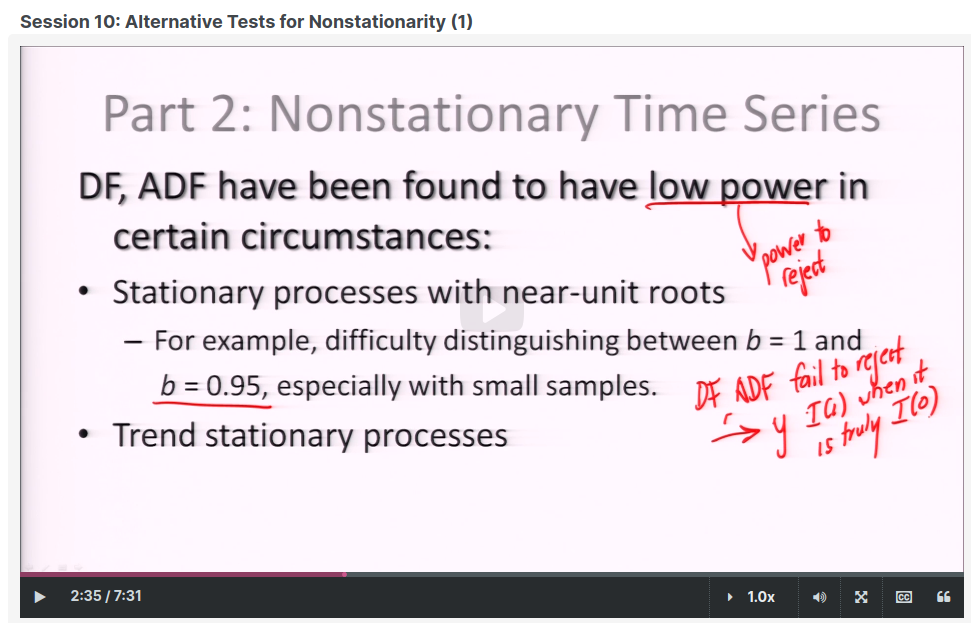 Session 10: Alternative Tests for Nonstationarity (1)
Part 2: Nonstationary Time Series
DF, ADF have been found to have low power in
certain circumstances:
power to
reject
• Stationary processes with near-unit roots
– For example, difficulty distinguishing between b = 1 and
b = 0.95, especially with small samples.
DF ADF fail to reject
y I(1) when it
is truly I(0)
• Trend stationary processes
2:35 / 7:31
1.0x
CC